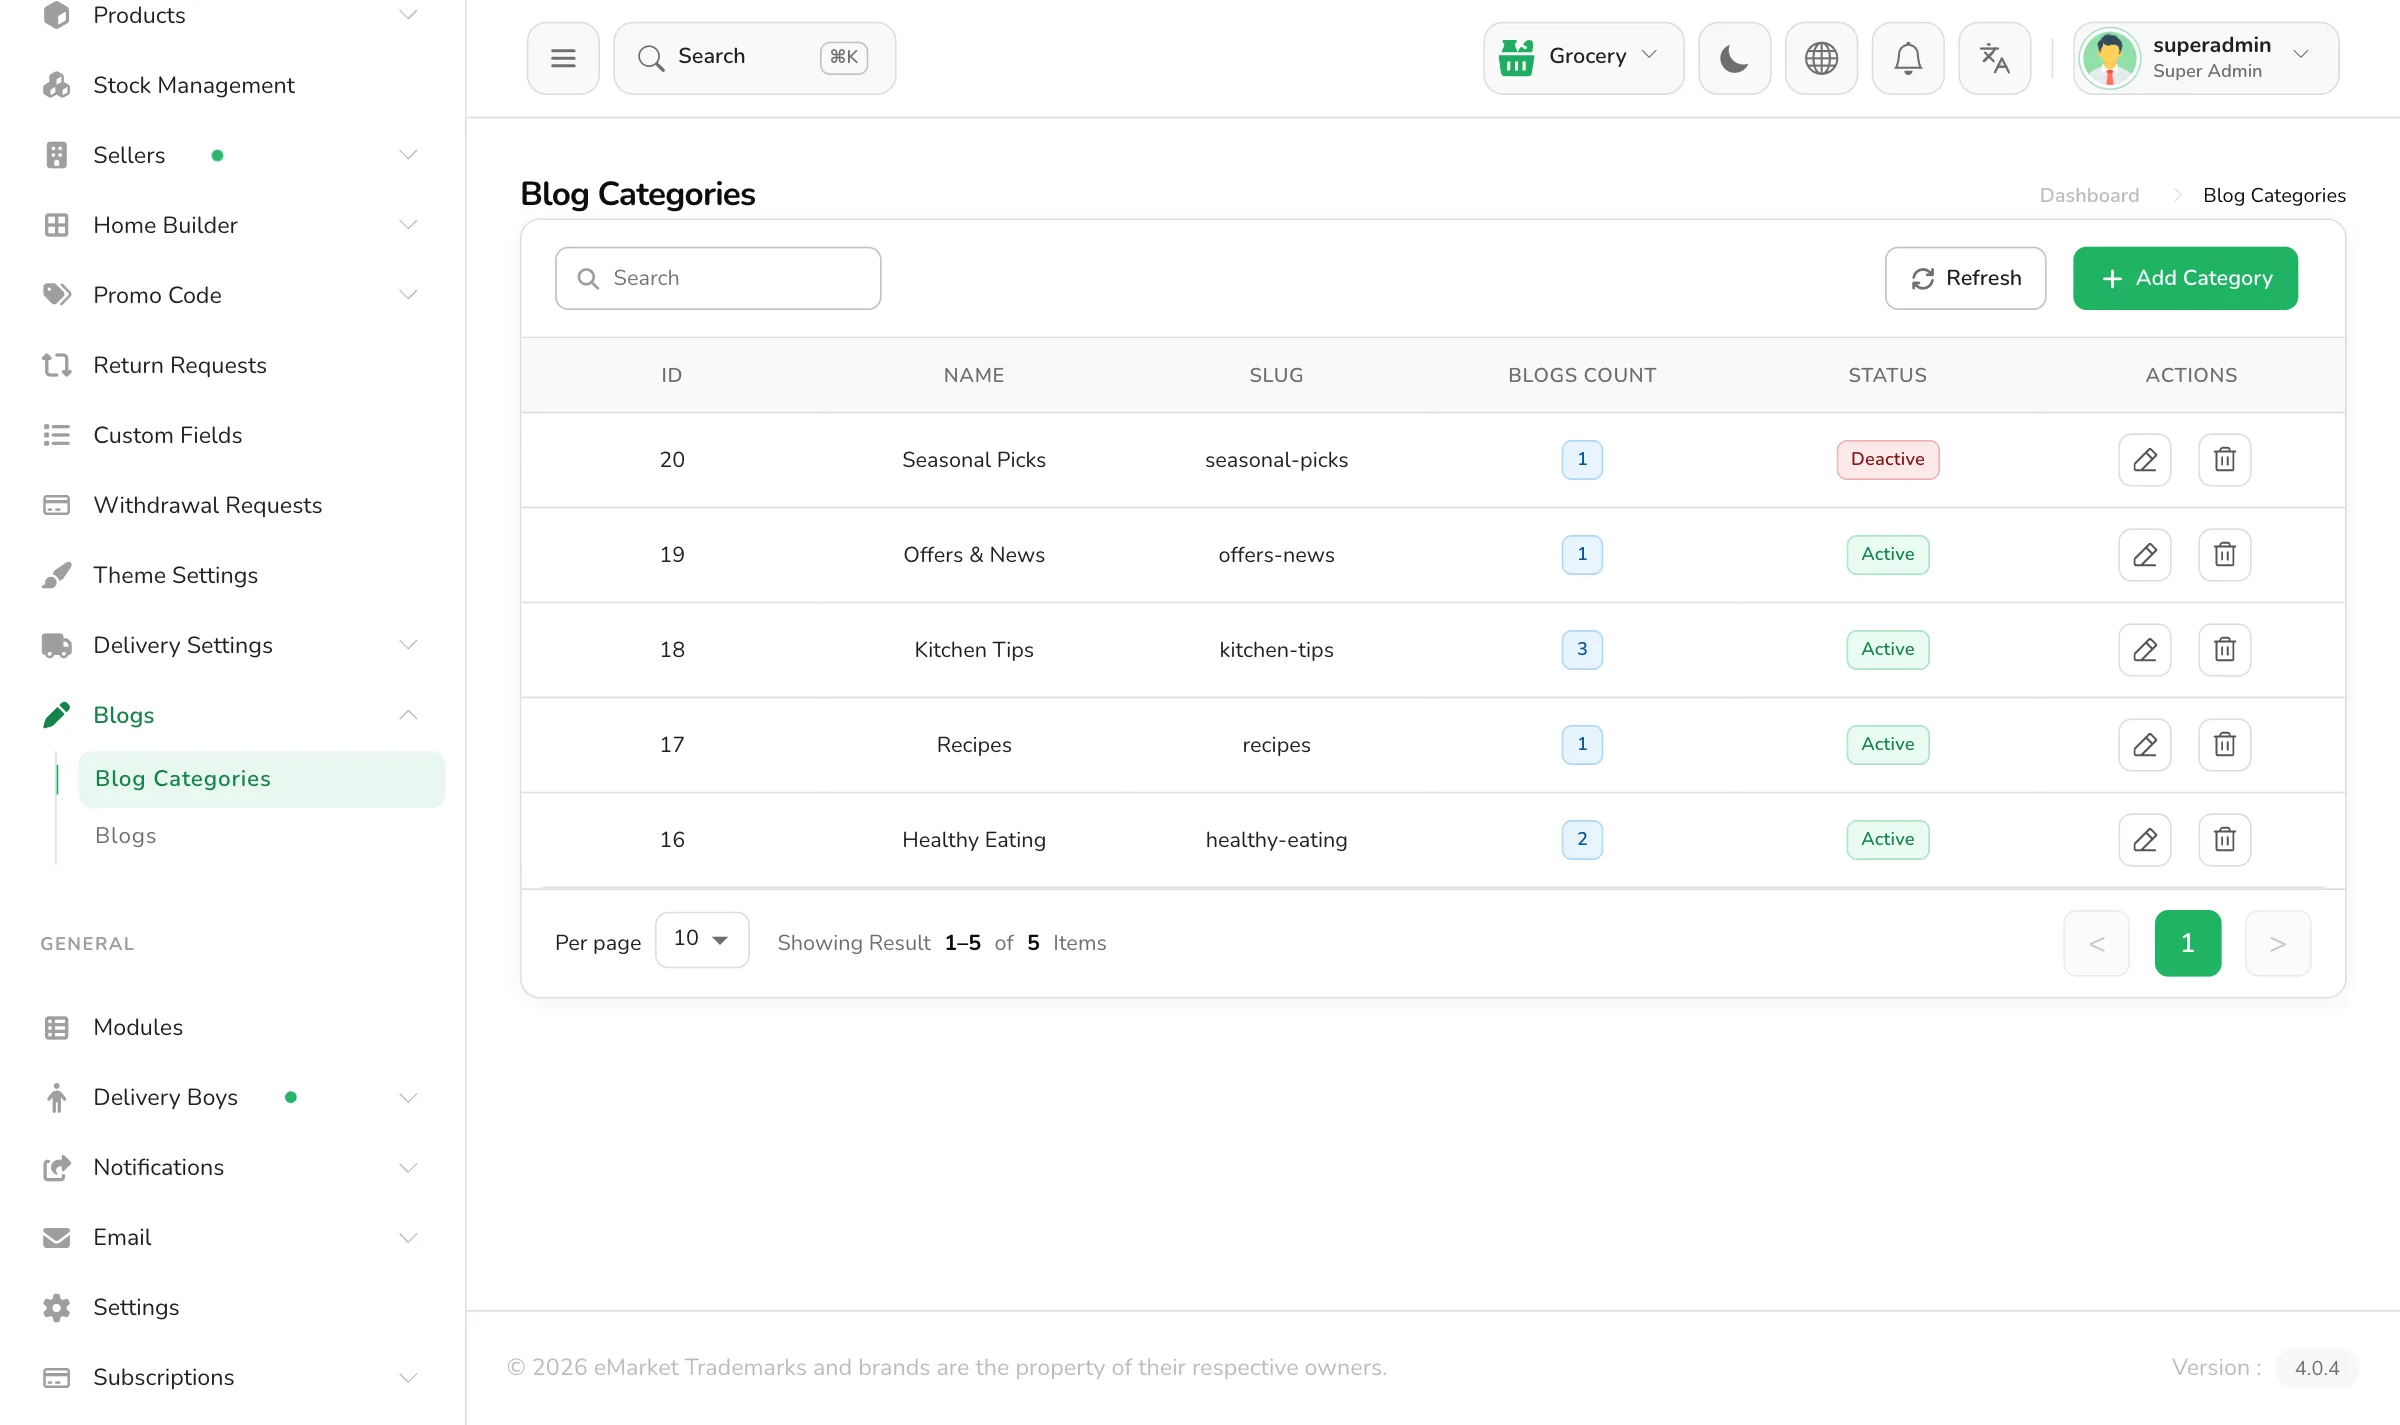 Products
Stock Management
Sellers
Home Builder
Promo Code
Return Requests
Custom Fields
Withdrawal Requests
Theme Settings
Delivery Settings
Blogs
Blog Categories
Blogs
GENERAL
Modules
Delivery Boys
Notifications
Email
Settings
Subscriptions
Search ⌘K
Grocery
superadmin
Super Admin
Blog Categories
Dashboard > Blog Categories
Search
Refresh
+ Add Category
ID NAME SLUG BLOGS COUNT STATUS ACTIONS
20 Seasonal Picks seasonal-picks 1 Deactive
19 Offers & News offers-news 1 Active
18 Kitchen Tips kitchen-tips 3 Active
17 Recipes recipes 1 Active
16 Healthy Eating healthy-eating 2 Active
Per page 10 Showing Result 1–5 of 5 Items
< 1 >
© 2026 eMarket Trademarks and brands are the property of their respective owners.
Version : 4.0.4